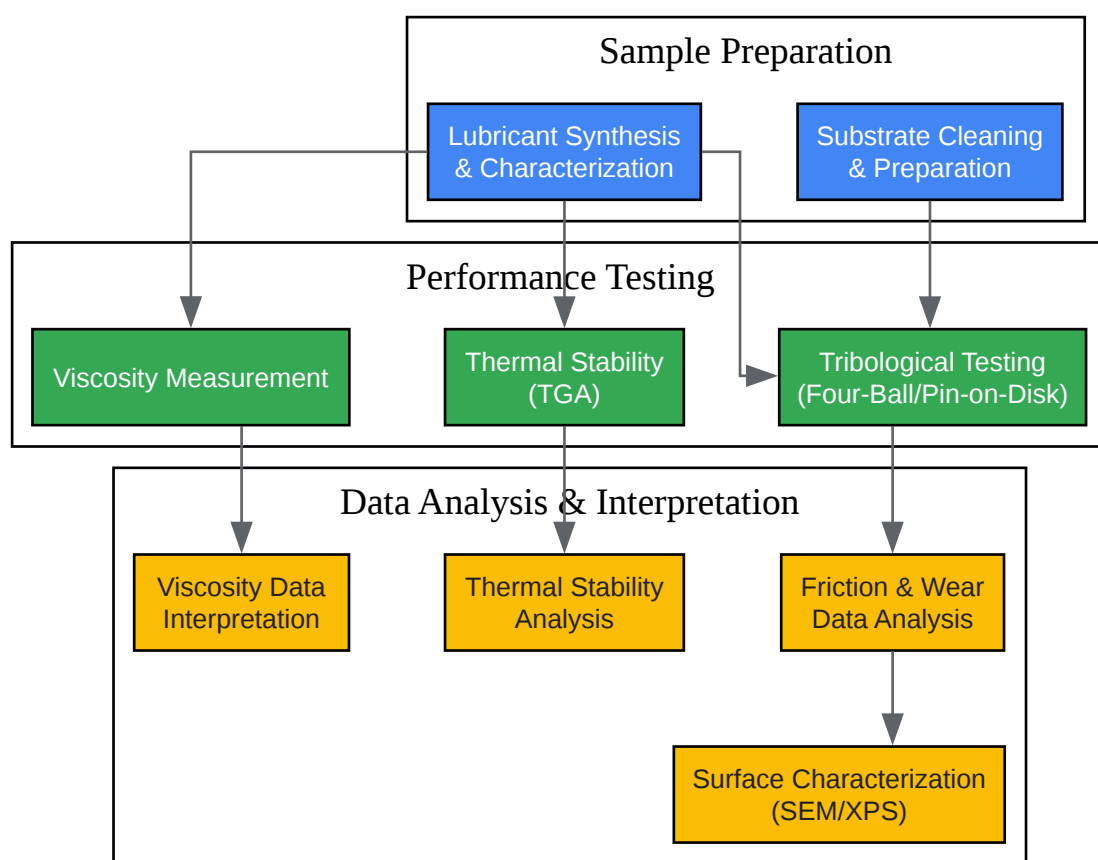 Sample Preparation
Lubricant Synthesis
& Characterization
Substrate Cleaning
& Preparation
Performance Testing
Viscosity Measurement
Thermal Stability
(TGA)
Tribological Testing
(Four-Ball/Pin-on-Disk)
Data Analysis & Interpretation
Viscosity Data
Interpretation
Thermal Stability
Analysis
Friction & Wear
Data Analysis
Surface Characterization
(SEM/XPS)